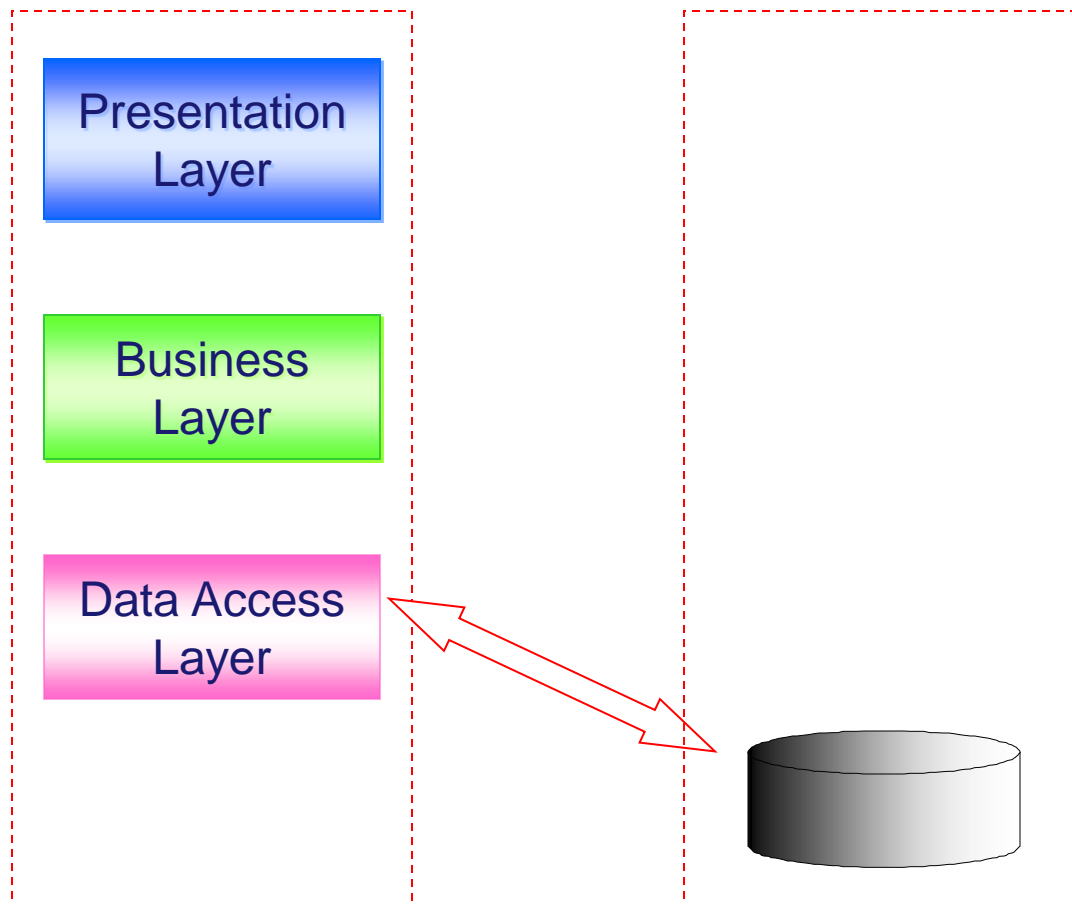 Presentation
Layer
Business
Layer
Data Access
Layer